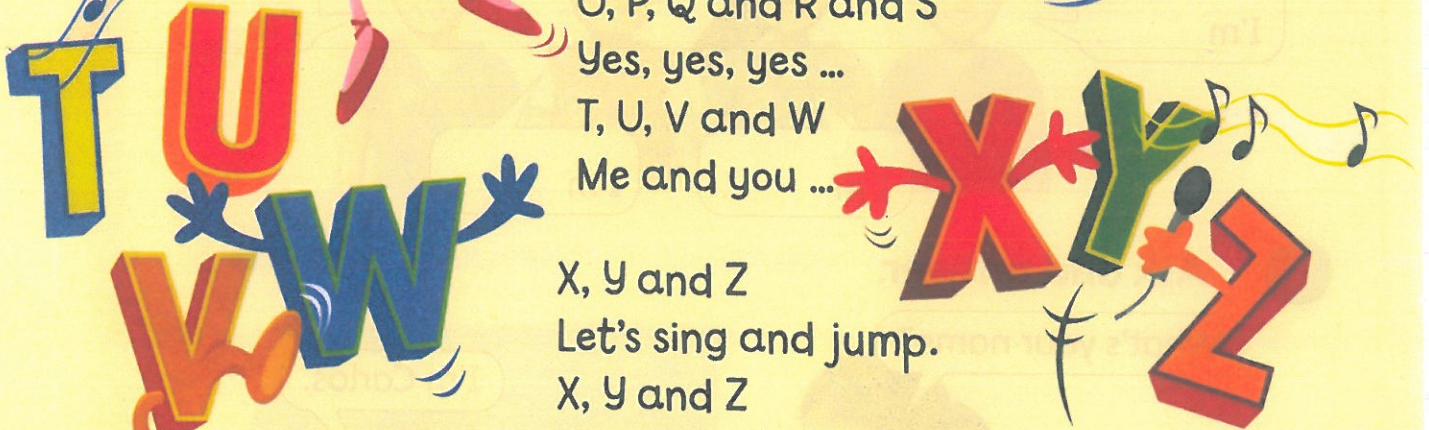 O, P, Q and R and S
Yes, yes, yes ...
T, U, V and W
Me and you ...
X, Y and Z
Let's sing and jump.
X, Y and Z
T
U
V
W
X
Y
Z